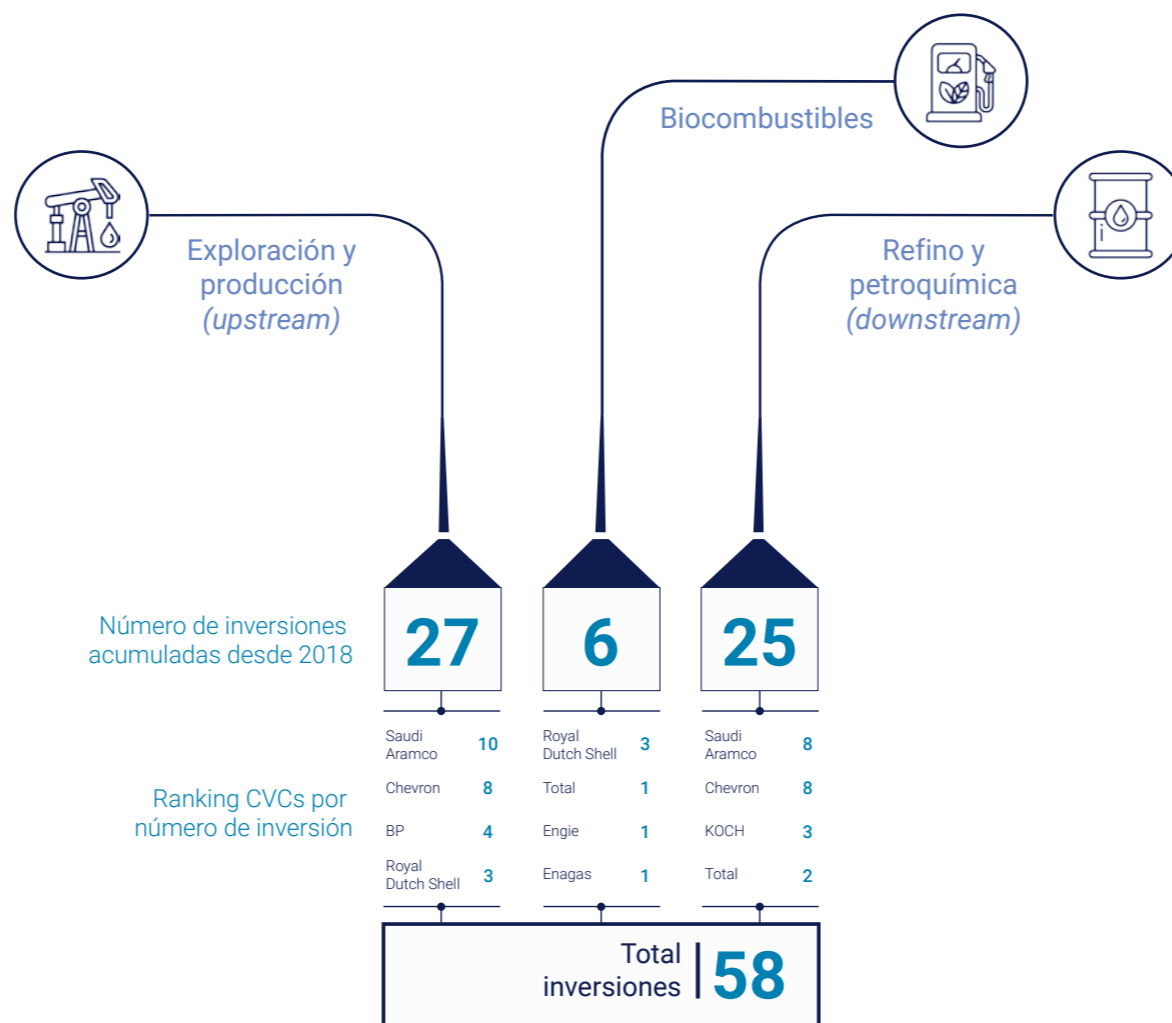 Biocombustibles
Exploración y
producción
(upstream)
Refino y
petroquímica
(downstream)
Número de inversiones
acumuladas desde 2018
27
6
25
Ranking CVCs por
número de inversión
Saudi
Aramco 10
Chevron 8
BP 4
Royal
Dutch Shell 3
Royal
Dutch Shell 3
Total 1
Engie 1
Enagas 1
Saudi
Aramco 8
Chevron 8
KOCH 3
Total 2
Total
inversiones
58